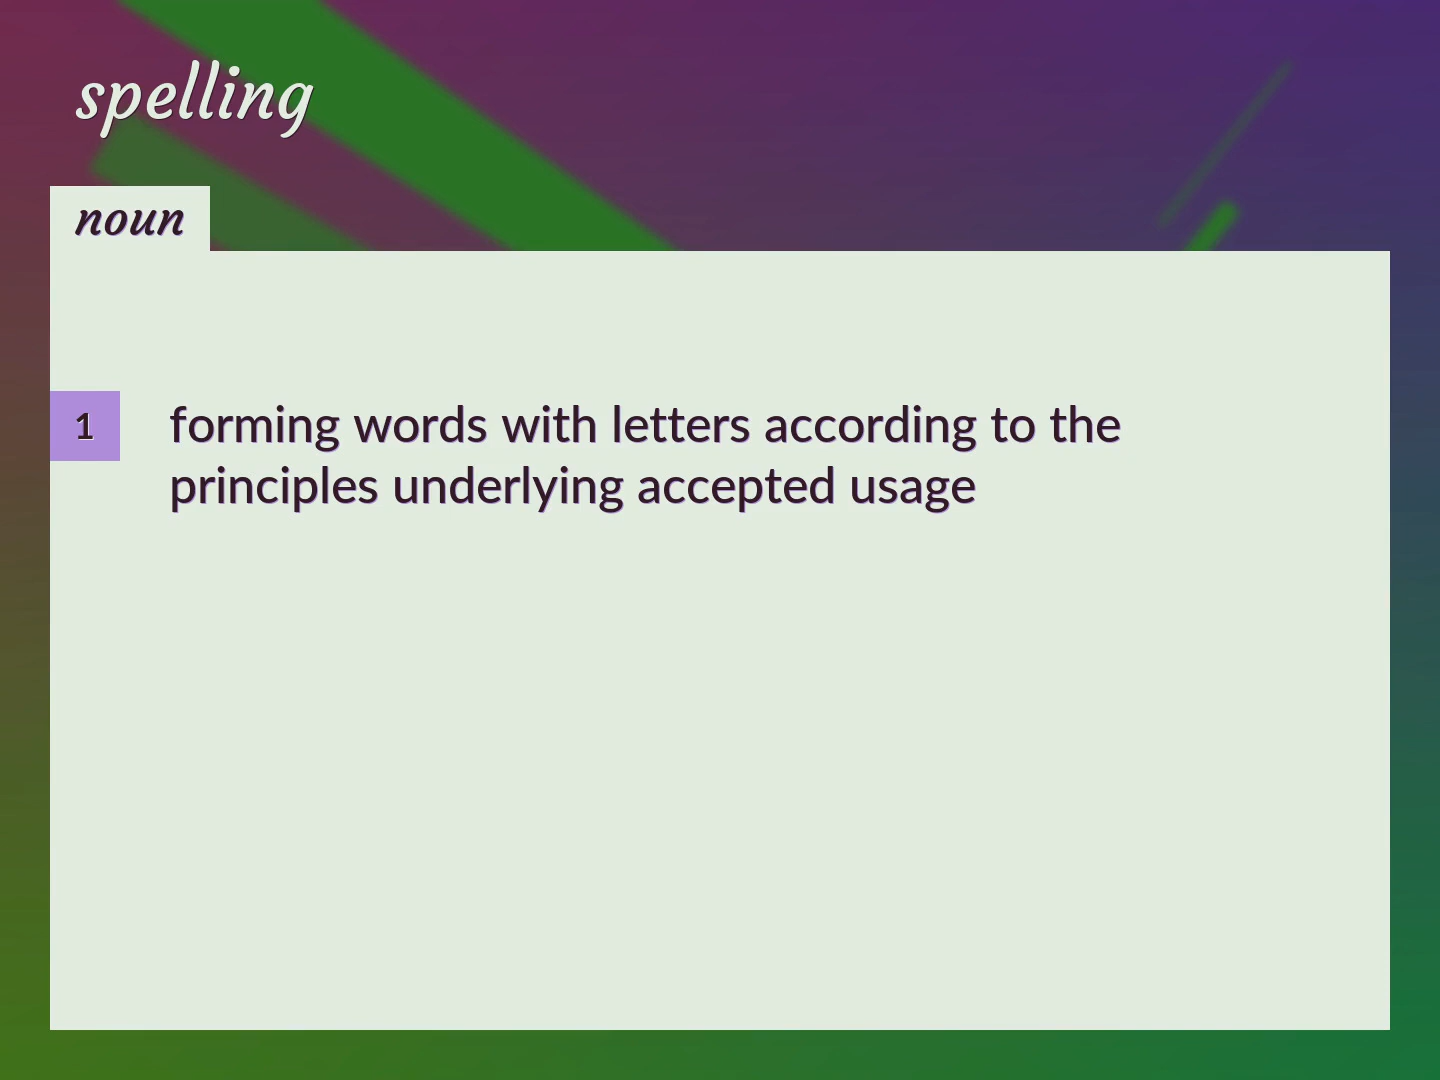 spelling
noun
1
forming words with letters according to the
principles underlying accepted usage